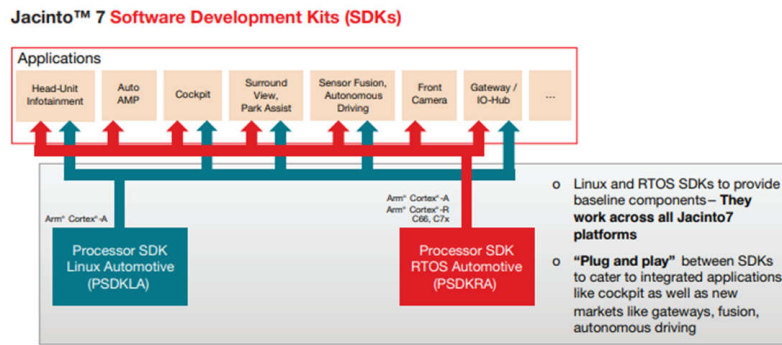 Jacinto™ 7 Software Development Kits (SDKs)
Applications
Head-Unit
Infotainment
Auto
AMP
Cockpit
Surround
View,
Park Assist
Sensor Fusion,
Autonomous
Driving
Front
Camera
Gateway /
IO-Hub
...
Arm® Cortex®-A
Processor SDK
Linux Automotive
(PSDKLA)
Arm® Cortex®-A
Arm® Cortex®-R
C66, C7x
Processor SDK
RTOS Automotive
(PSDKRA)
o Linux and RTOS SDKs to provide
baseline components – They
work across all Jacinto7
platforms
o “Plug and play” between SDKs
to cater to integrated applications
like cockpit as well as new
markets like gateways, fusion,
autonomous driving